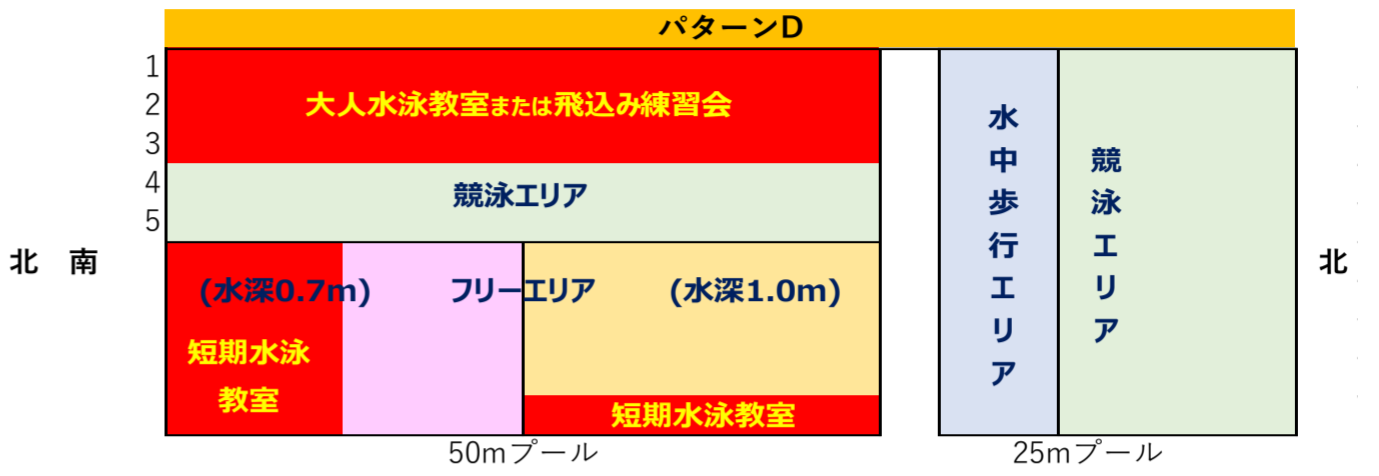 パターンD
1
2
3
4
5
大人水泳教室または飛込み練習会
競泳エリア
北 南
(水深0.7m)
フリーエリア
(水深1.0m)
短期水泳
教室
短期水泳教室
50mプール
水中歩行エリア
競泳エリア
北
25mプール